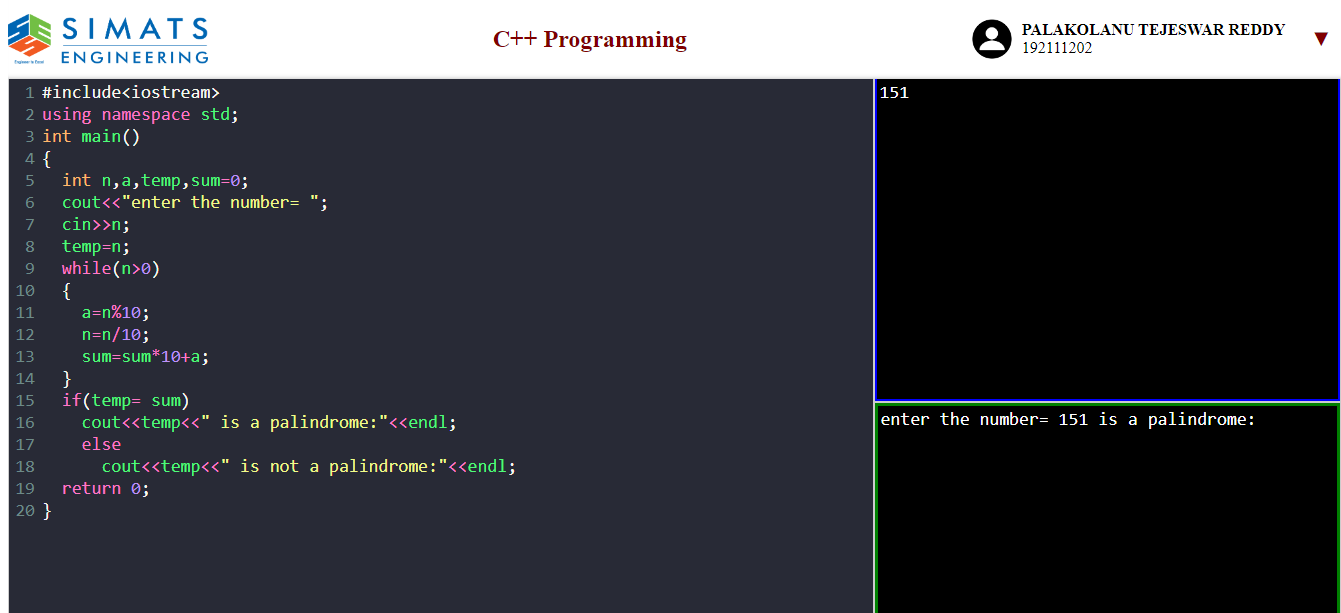 SIMATS
ENGINEERING
Engineer to Excel
C++ Programming
PALAKOLANU TEJESWAR REDDY
192111202
▼
1 #include<iostream>
2 using namespace std;
3 int main()
4 {
5   int n,a,temp,sum=0;
6   cout<<"enter the number= ";
7   cin>>n;
8   temp=n;
9   while(n>0)
10   {
11     a=n%10;
12     n=n/10;
13     sum=sum*10+a;
14   }
15   if(temp= sum)
16     cout<<temp<<" is a palindrome:"<<endl;
17     else
18       cout<<temp<<" is not a palindrome:"<<endl;
19   return 0;
20 }
151
enter the number= 151 is a palindrome: